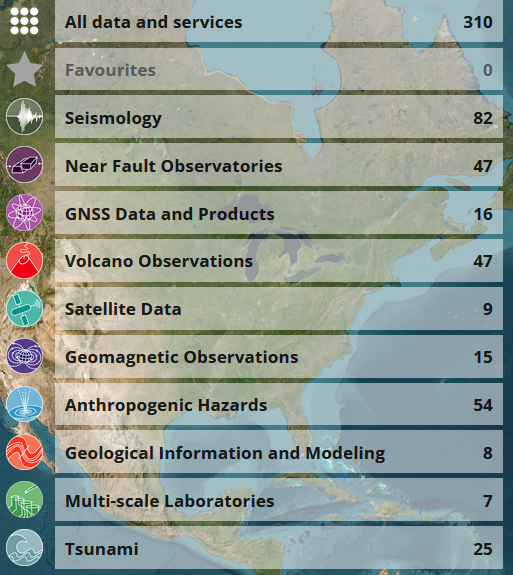 All data and services 310
Favourites 0
Seismology 82
Near Fault Observatories 47
GNSS Data and Products 16
Volcano Observations 47
Satellite Data 9
Geomagnetic Observations 15
Anthropogenic Hazards 54
Geological Information and Modeling 8
Multi-scale Laboratories 7
Tsunami 25